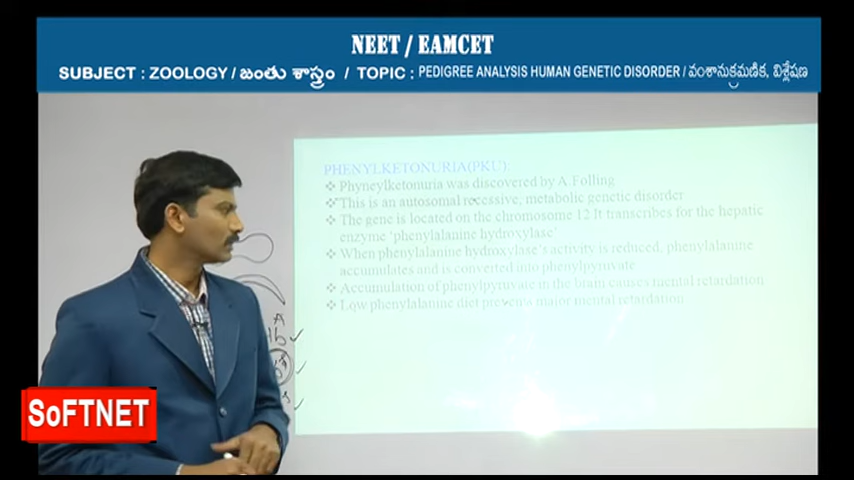 NEET / EAMCET
SUBJECT : ZOOLOGY / జంతు శాస్త్రం / TOPIC : PEDIGREE ANALYSIS HUMAN GENETIC DISORDER / వంశానుక్రమణిక, విశ్లేషణ
PHENYLKETONURIA(PKU):
❖ Phyneylketonuria was discovered by A.Folling
❖ This is an autosomal recessive, metabolic genetic disorder
❖ The gene is located on the chromosome 12 It transcribes for the hepatic
enzyme ‘phenylalanine hydroxylase’
❖ When phenylalanine hydroxylase’s activity is reduced, phenylalanine
accumulates and is converted into phenylpyruvate
❖ Accumulation of phenylpyruvate in the brain causes mental retardation
❖ Low phenylalanine diet a major mental retardation
SoFTNET